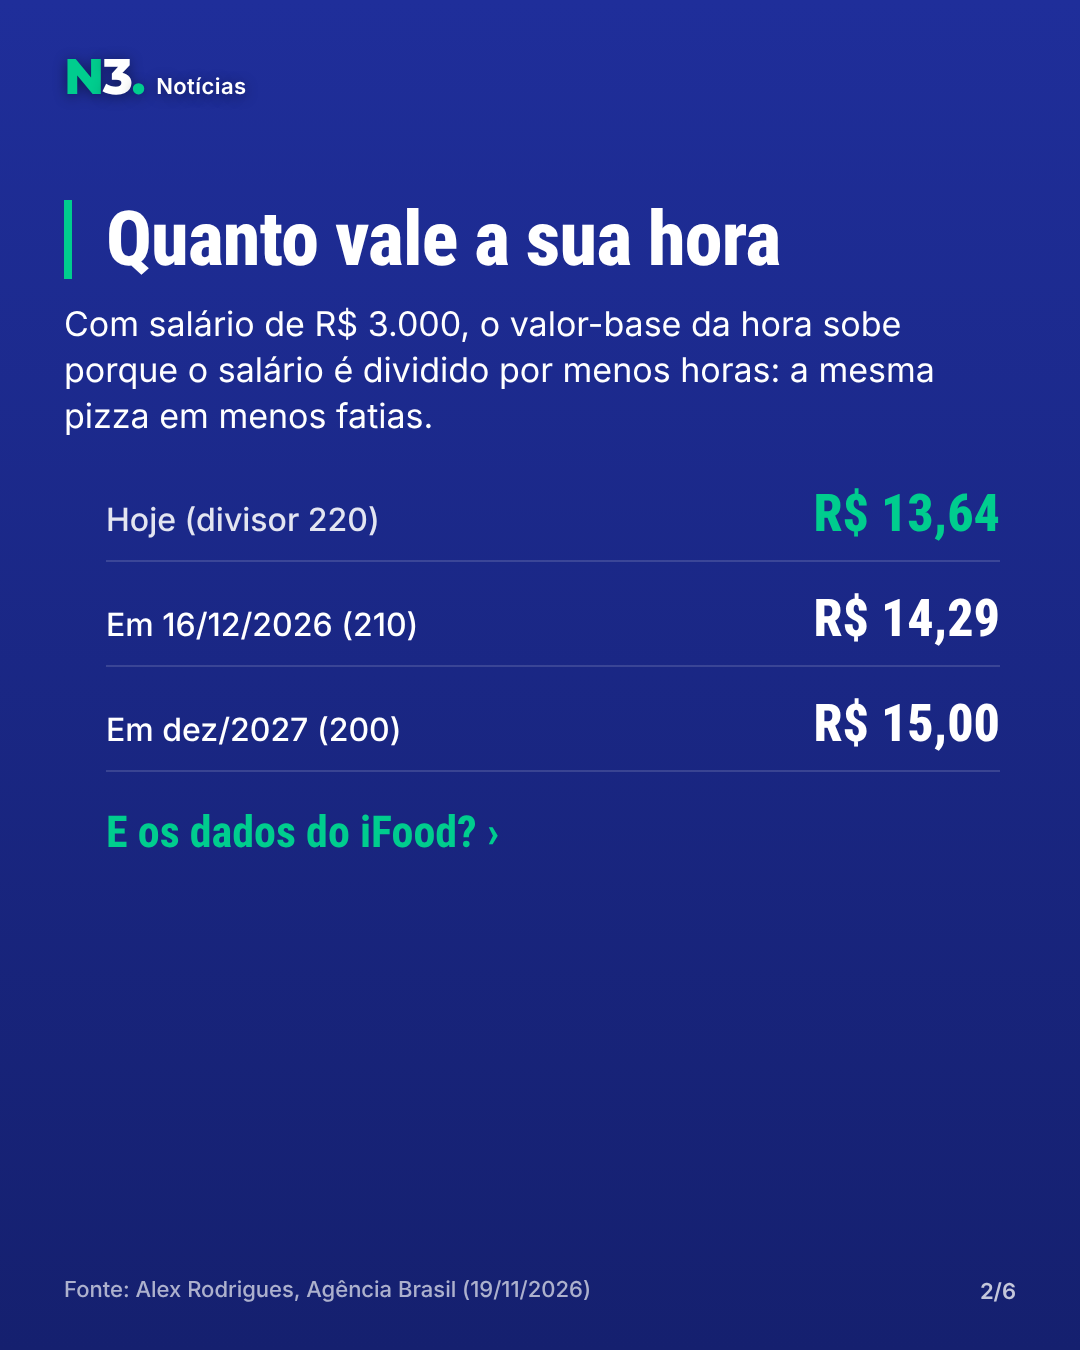 N3. Notícias
Quanto vale a sua hora
Com salário de R$ 3.000, o valor-base da hora sobe
porque o salário é dividido por menos horas: a mesma
pizza em menos fatias.
Hoje (divisor 220) R$ 13,64
Em 16/12/2026 (210) R$ 14,29
Em dez/2027 (200) R$ 15,00
E os dados do iFood? ›
Fonte: Alex Rodrigues, Agência Brasil (19/11/2026) 2/6